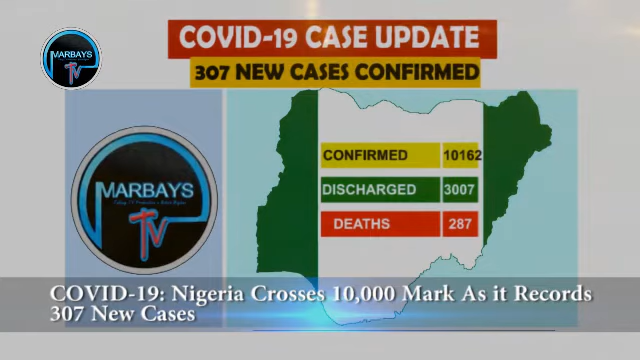 MARBAYS
TV
COVID-19 CASE UPDATE
307 NEW CASES CONFIRMED
MARBAYS
TV
CONFIRMED 10162
DISCHARGED 3007
DEATHS 287
COVID-19: Nigeria Crosses 10,000 Mark As it Records
307 New Cases